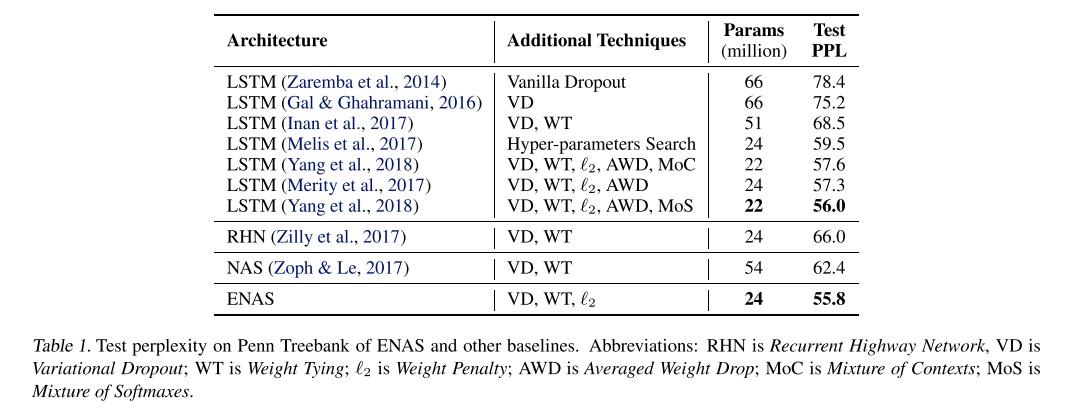 Architecture Additional Techniques Params (million) Test PPL
LSTM (Zaremba et al., 2014) Vanilla Dropout 66 78.4
LSTM (Gal & Ghahramani, 2016) VD 66 75.2
LSTM (Inan et al., 2017) VD, WT 51 68.5
LSTM (Melis et al., 2017) Hyper-parameters Search 24 59.5
LSTM (Yang et al., 2018) VD, WT, ℓ2, AWD, MoC 22 57.6
LSTM (Merity et al., 2017) VD, WT, ℓ2, AWD 24 57.3
LSTM (Yang et al., 2018) VD, WT, ℓ2, AWD, MoS 22 56.0
RHN (Zilly et al., 2017) VD, WT 24 66.0
NAS (Zoph & Le, 2017) VD, WT 54 62.4
ENAS VD, WT, ℓ2 24 55.8
Table 1. Test perplexity on Penn Treebank of ENAS and other baselines. Abbreviations: RHN is Recurrent Highway Network, VD is
Variational Dropout; WT is Weight Tying; ℓ2 is Weight Penalty; AWD is Averaged Weight Drop; MoC is Mixture of Contexts; MoS is
Mixture of Softmaxes.